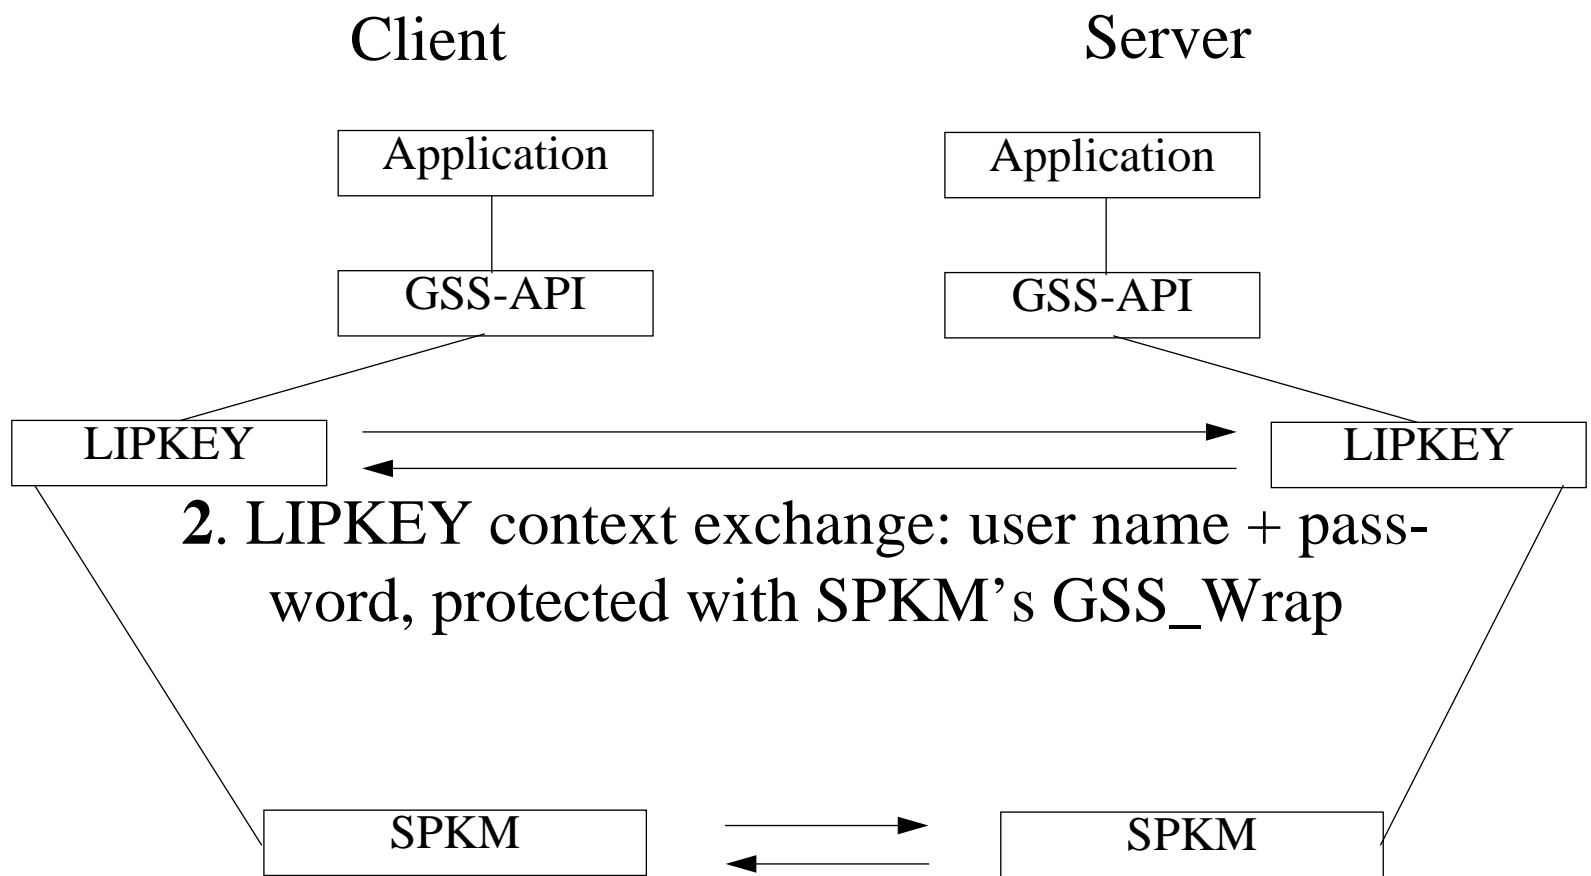 Client Server
Application Application
GSS-API GSS-API
LIPKEY LIPKEY
2. LIPKEY context exchange: user name + pass-
word, protected with SPKM’s GSS_Wrap
SPKM SPKM